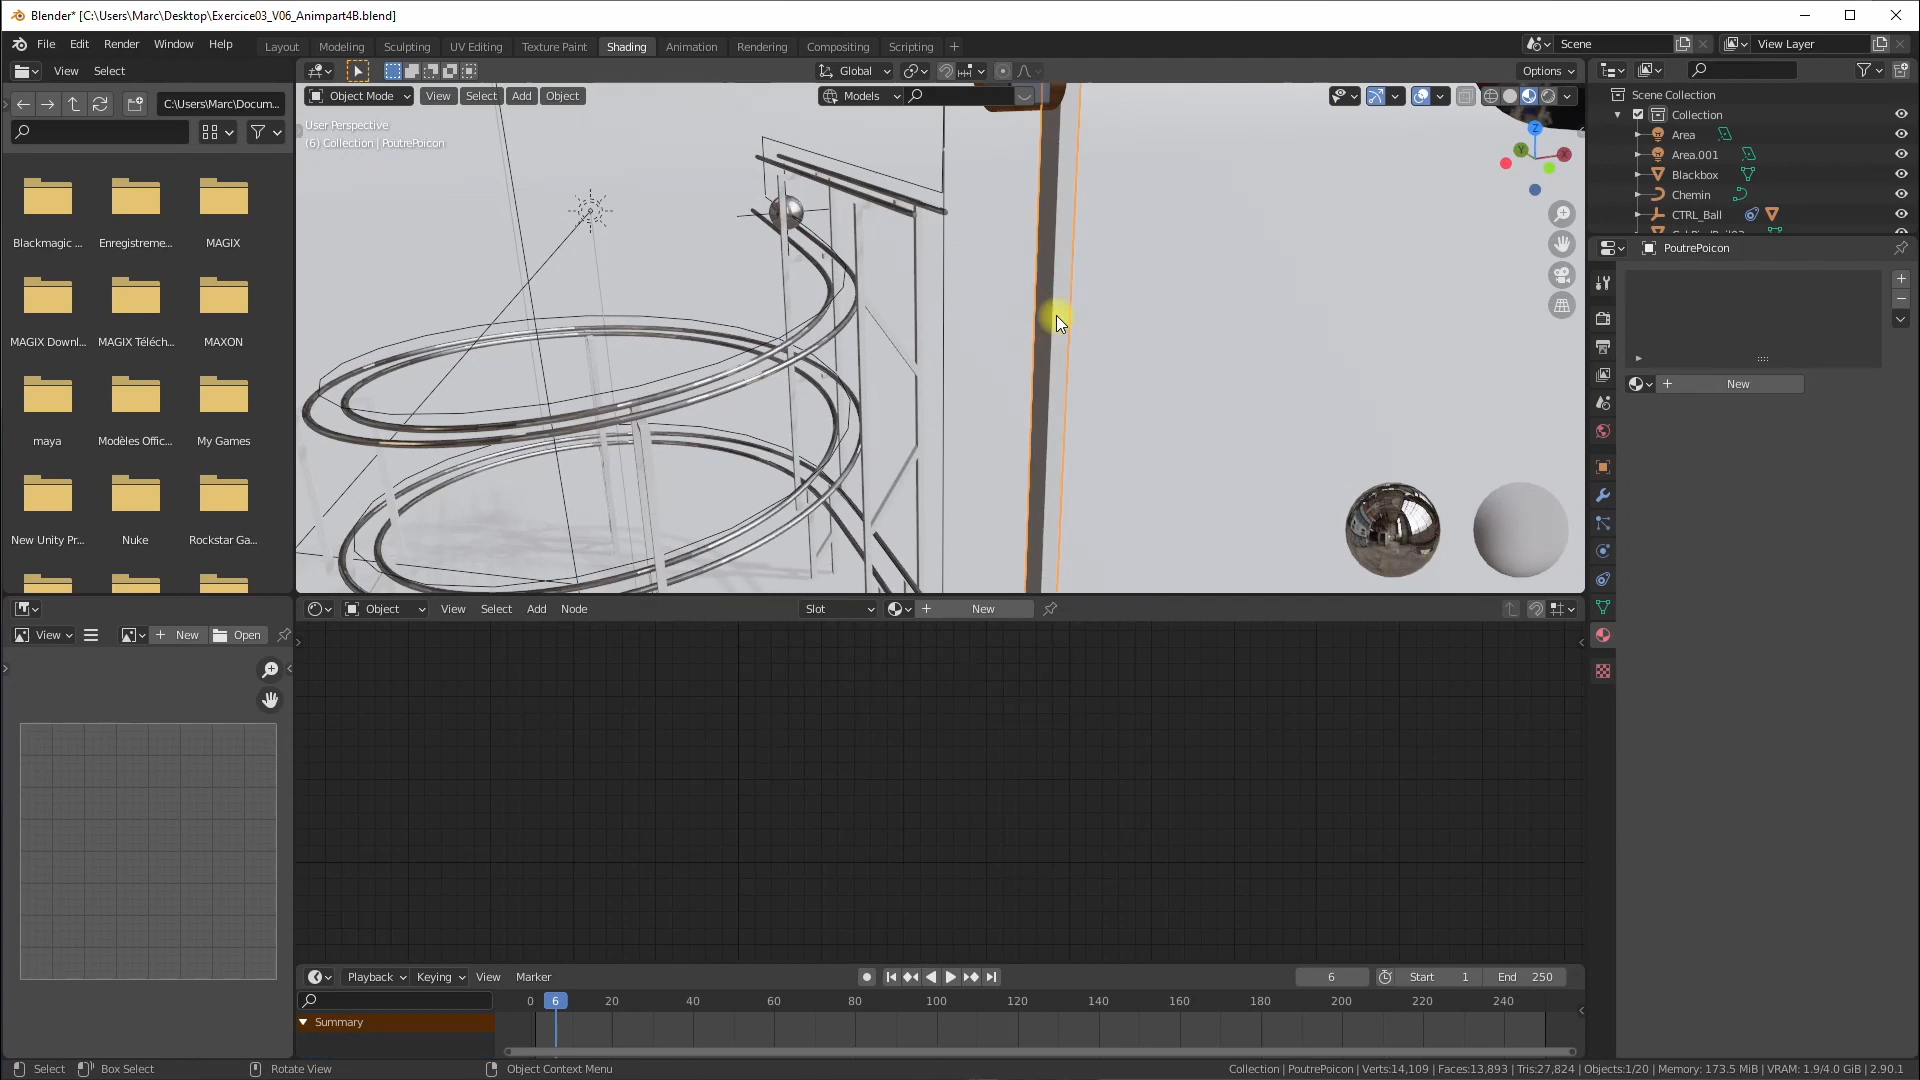 Blender* [C:\Users\Marc\Desktop\Exercice03_V06_Animpart4B.blend]
File Edit Render Window Help
Layout Modeling Sculpting UV Editing Texture Paint Shading Animation Rendering Compositing Scripting
Scene View Layer
View Select
Global
Options
C:\Users\Marc\Docum...
Object Mode View Select Add Object
Models
User Perspective
(6) Collection | PoutrePoicon
Scene Collection
Collection
Area
Area.001
Blackbox
Chemin
CTRL_Ball
PoutrePoicon
New
Blackmagic ... Enregistreme... MAGIX
MAGIX Downl... MAGIX Téléch... MAXON
maya Modèles Offic... My Games
New Unity Pr... Nuke Rockstar Ga...
Z
Y
X
Object View Select Add Node
Slot
New
View
New Open
Playback Keying View Marker
6 Start 1 End 250
0 6 20 40 60 80 100 120 140 160 180 200 220 240
Summary
Select Box Select Rotate View Object Context Menu
Collection | PoutrePoicon | Verts:14,109 | Faces:13,893 | Tris:27,824 | Objects:1/20 | Memory: 173.5 MiB | VRAM: 1.9/4.0 GiB | 2.90.1